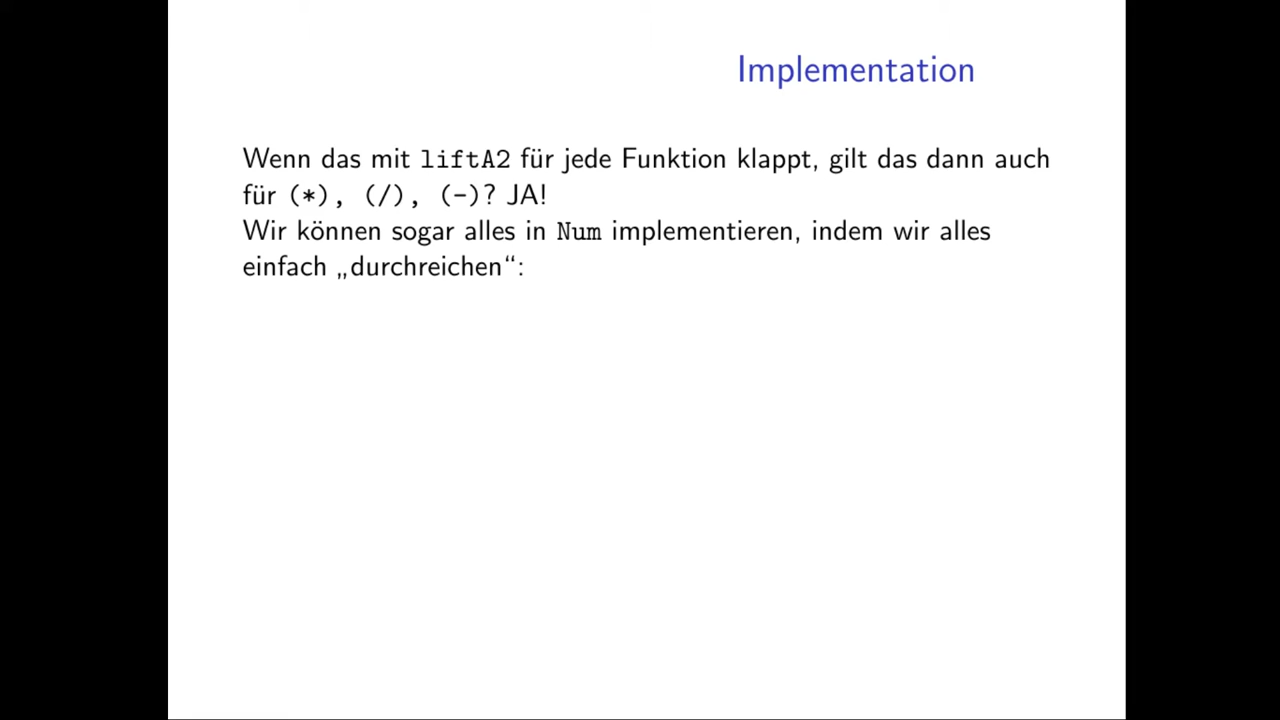 Implementation
Wenn das mit liftA2 für jede Funktion klappt, gilt das dann auch
für (*), (/), (-)? JA!
Wir können sogar alles in Num implementieren, indem wir alles
einfach „durchreichen“: